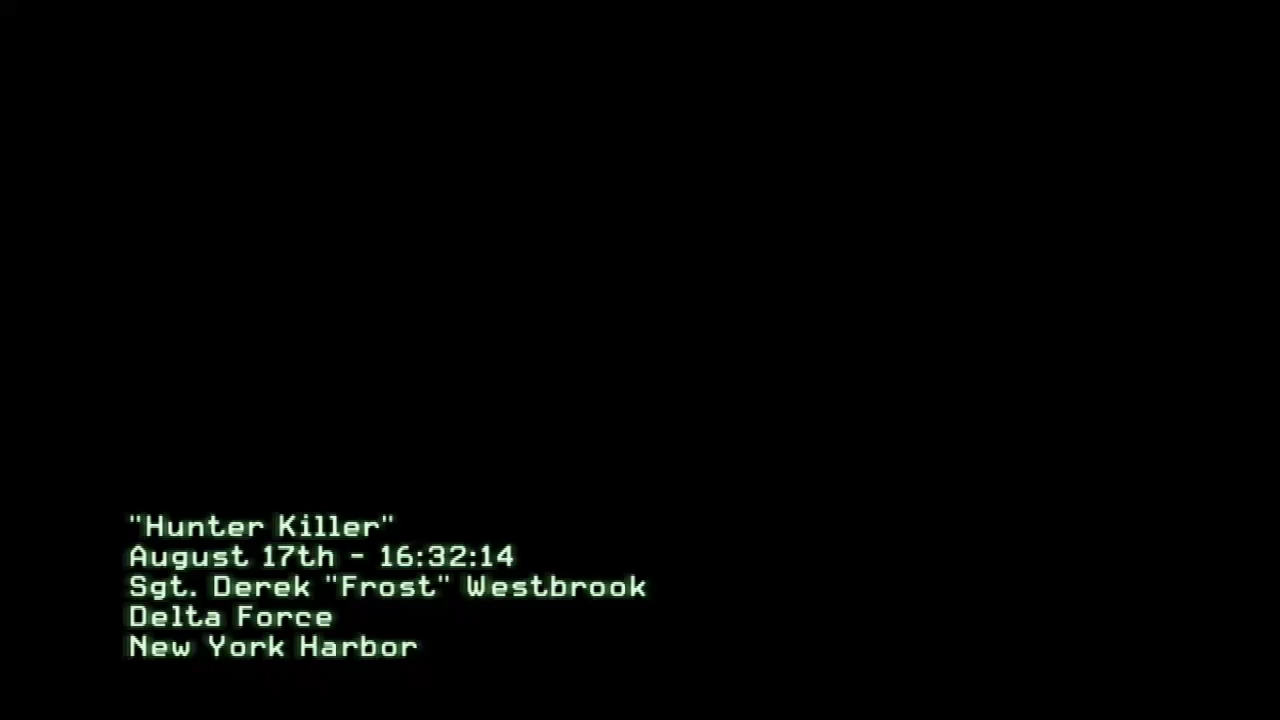 "Hunter Killer"
August 17th - 16:32:14
Sgt. Derek "Frost" Westbrook
Delta Force
New York Harbor